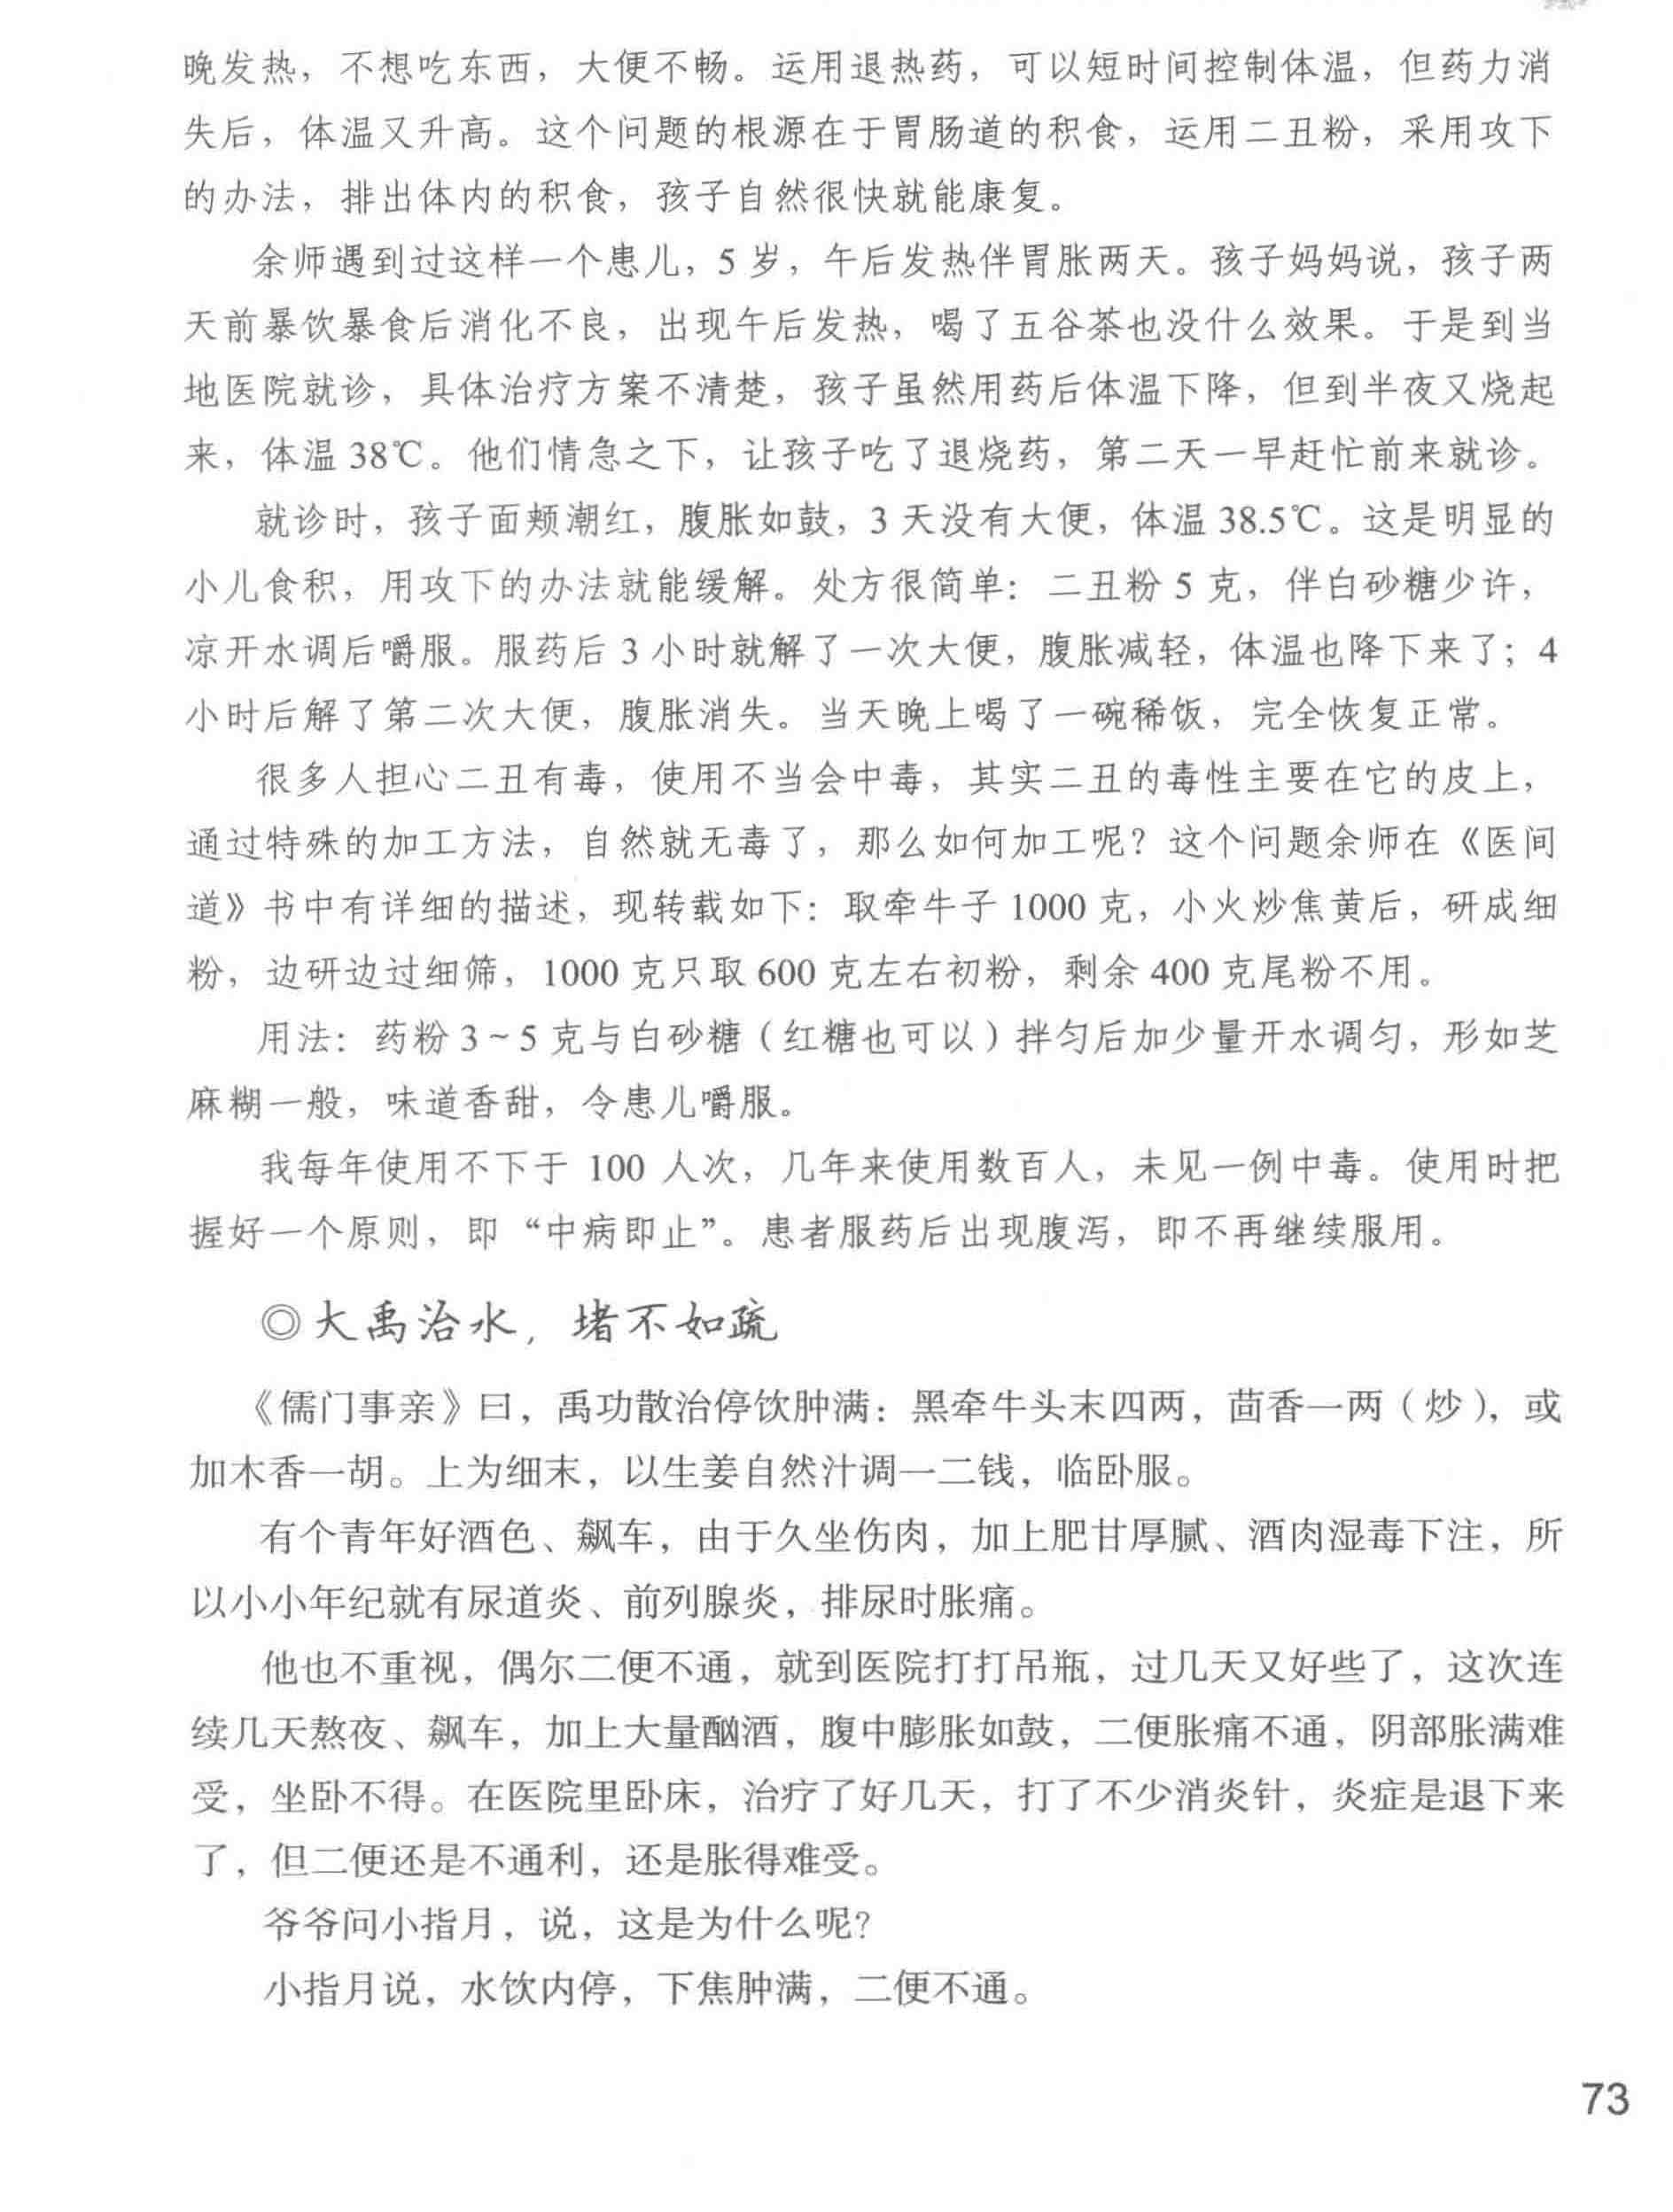 晚发热，不想吃东西，大便不畅。运用退热药，可以短时间控制体温，但药力消
失后，体温又升高。这个问题的根源在于胃肠道的积食，运用二丑粉，采用攻下
的办法，排出体内的积食，孩子自然很快就能康复。
余师遇到过这样一个患儿，5 岁，午后发热伴胃胀两天。孩子妈妈说，孩子两
天前暴饮暴食后消化不良，出现午后发热，喝了五谷茶也没什么效果。于是到当
地医院就诊，具体治疗方案不清楚，孩子虽然用药后体温下降，但到半夜又烧起
来，体温 38℃。他们情急之下，让孩子吃了退烧药，第二天一早赶忙前来就诊。
就诊时，孩子面颊潮红，腹胀如鼓，3 天没有大便，体温 38.5℃。这是明显的
小儿食积，用攻下的办法就能缓解。处方很简单：二丑粉 5 克，伴白砂糖少许，
凉开水调后嚼服。服药后 3 小时就解了一次大便，腹胀减轻，体温也降下来了；4
小时后解了第二次大便，腹胀消失。当天晚上喝了一碗稀饭，完全恢复正常。
很多人担心二丑有毒，使用不当会中毒，其实二丑的毒性主要在它的皮上，
通过特殊的加工方法，自然就无毒了，那么如何加工呢？这个问题余师在《医间
道》书中有详细的描述，现转载如下：取牵牛子 1000 克，小火炒焦黄后，研成细
粉，边研边过细筛，1000 克只取 600 克左右初粉，剩余 400 克尾粉不用。
用法：药粉 3～5 克与白砂糖（红糖也可以）拌匀后加少量开水调匀，形如芝
麻糊一般，味道香甜，令患儿嚼服。
我每年使用不下于 100 人次，几年来使用数百人，未见一例中毒。使用时把
握好一个原则，即“中病即止”。患者服药后出现腹泻，即不再继续服用。
◎大禹治水，堵不如疏
《儒门事亲》曰，禹功散治停饮肿满：黑牵牛头末四两，茴香一两（炒），或
加木香一胡。上为细末，以生姜自然汁调一二钱，临卧服。
有个青年好酒色、飙车，由于久坐伤肉，加上肥甘厚腻、酒肉湿毒下注，所
以小小年纪就有尿道炎、前列腺炎，排尿时胀痛。
他也不重视，偶尔二便不通，就到医院打打吊瓶，过几天又好些了，这次连
续几天熬夜、飙车，加上大量酗酒，腹中膨胀如鼓，二便胀痛不通，阴部胀满难
受，坐卧不得。在医院里卧床，治疗了好几天，打了不少消炎针，炎症是退下来
了，但二便还是不通利，还是胀得难受。
爷爷问小指月，说，这是为什么呢？
小指月说，水饮内停，下焦肿满，二便不通。
73